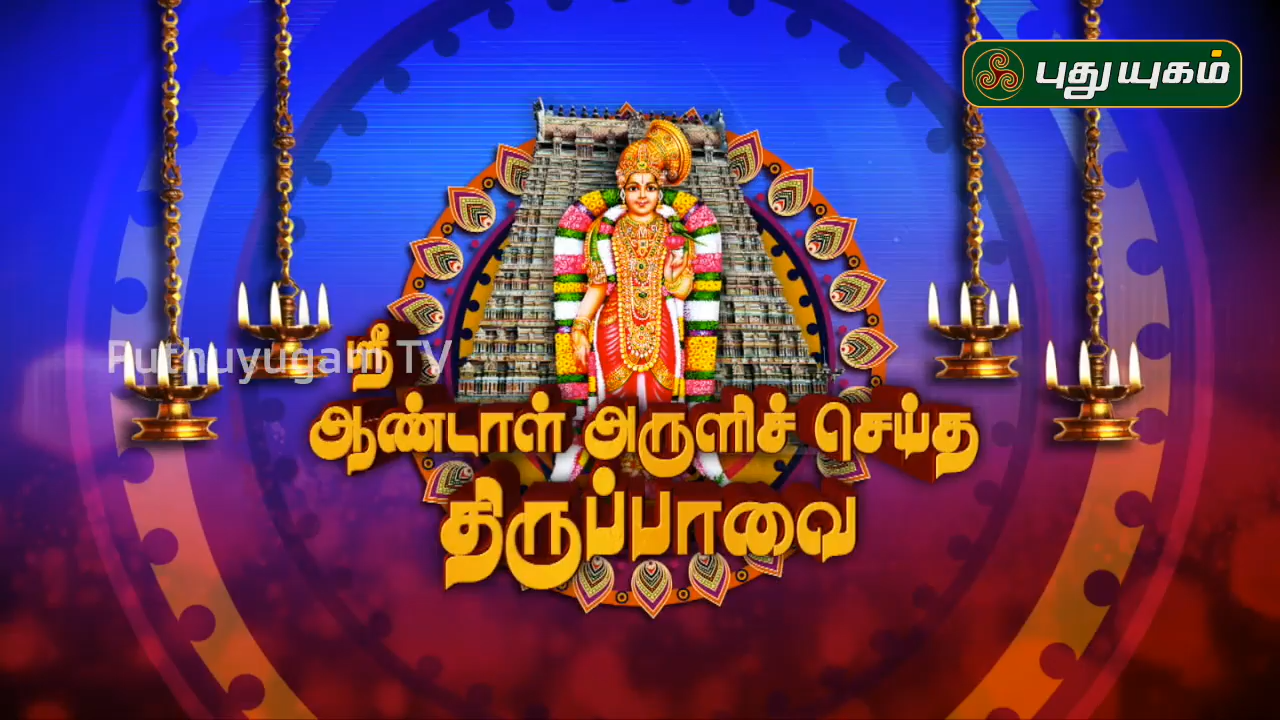 புதுயுகம்
Puthuyugam TV
ஸ்ரீ
ஆண்டாள் அருளிச் செய்த
திருப்பாவை